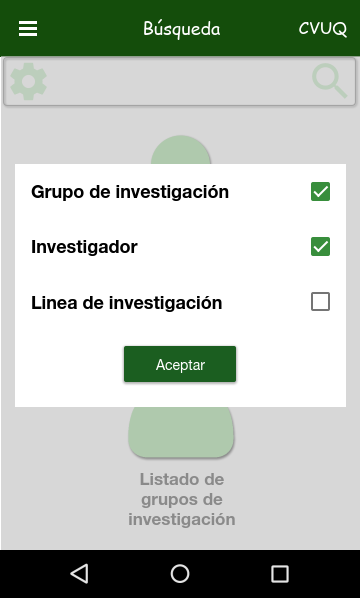 Búsqueda
CVUQ
Grupo de investigación
Investigador
Linea de investigación
Aceptar
Listado de
grupos de
investigación